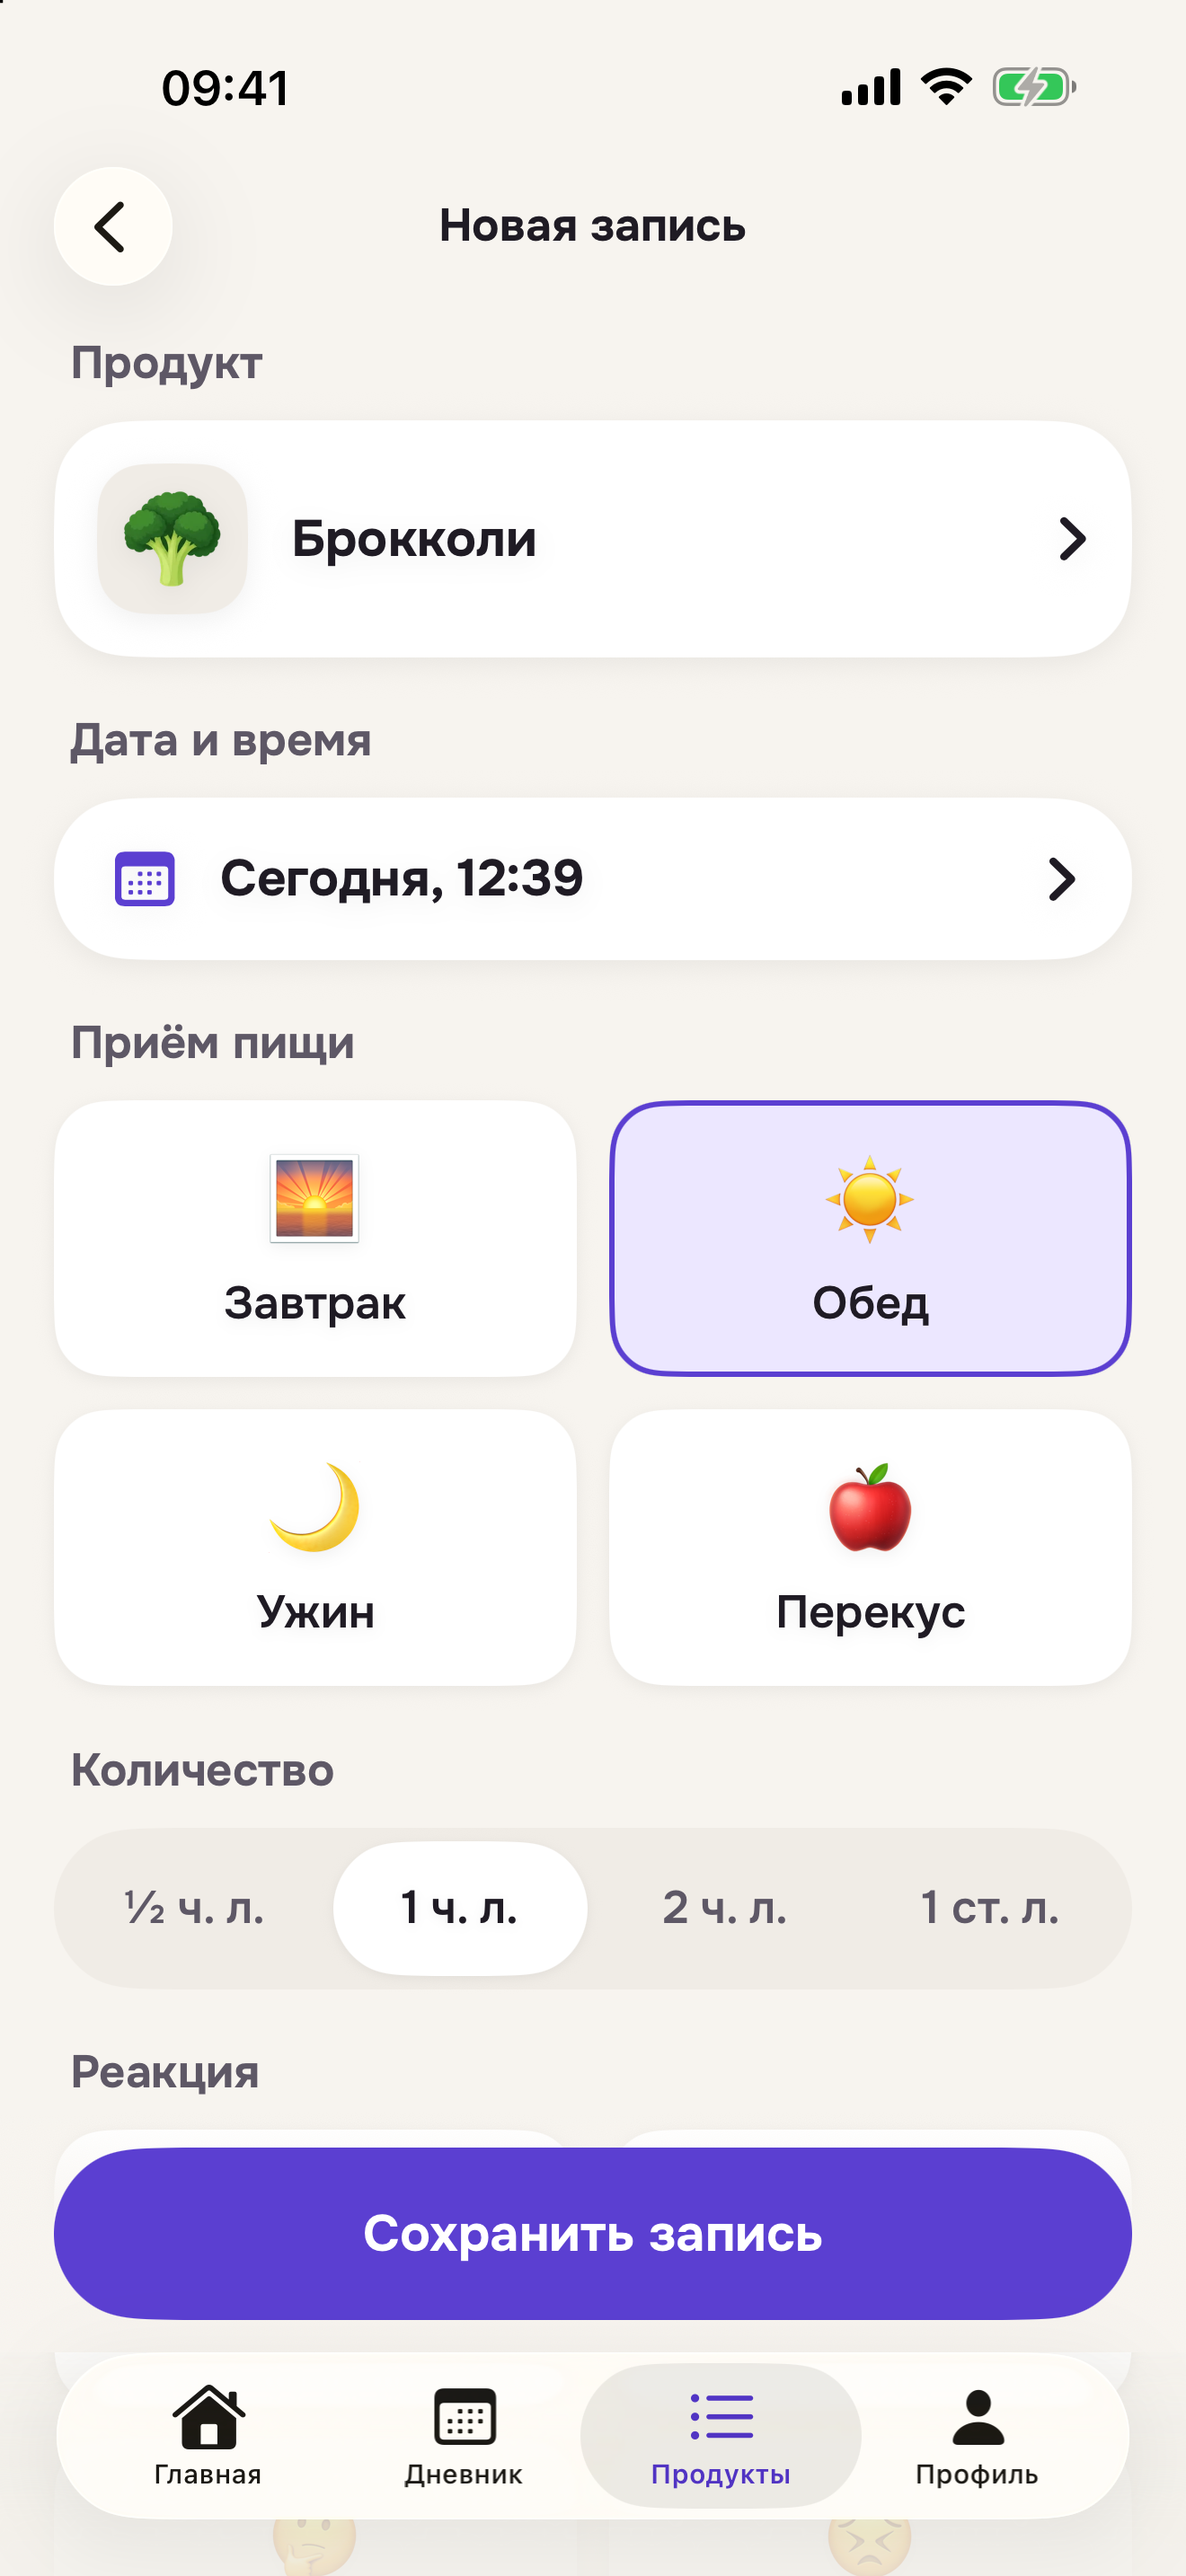 09:41
Новая запись
Продукт
Брокколи
Дата и время
Сегодня, 12:39
Приём пищи
Завтрак
Обед
Ужин
Перекус
Количество
½ ч. л.
1 ч. л.
2 ч. л.
1 ст. л.
Реакция
Сохранить запись
Главная
Дневник
Продукты
Профиль